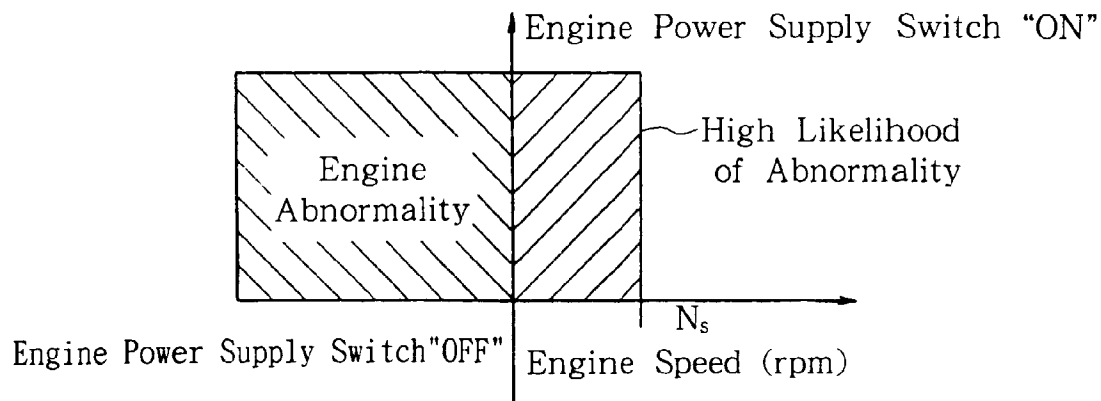 Engine Power Supply Switch “ON”
High Likelihood
of Abnormality
Engine
Abnormality
Nₛ
Engine Power Supply Switch"OFF"
Engine Speed (rpm)